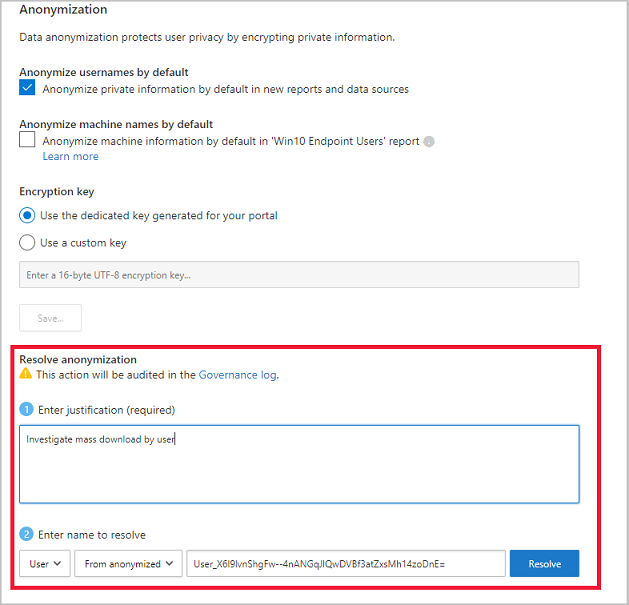 Anonymization
Data anonymization protects user privacy by encrypting private information.
Anonymize usernames by default
Anonymize private information by default in new reports and data sources
Anonymize machine names by default
Anonymize machine information by default in 'Win10 Endpoint Users' report
Learn more
Encryption key
Use the dedicated key generated for your portal
Use a custom key
Enter a 16-byte UTF-8 encryption key...
Save...
Resolve anonymization
This action will be audited in the Governance log.
1 Enter justification (required)
Investigate mass download by user
2 Enter name to resolve
User From anonymized User_X6I9IvnShgFw--4nANGqJIQwDVBf3atZxsMh14zoDnE= Resolve